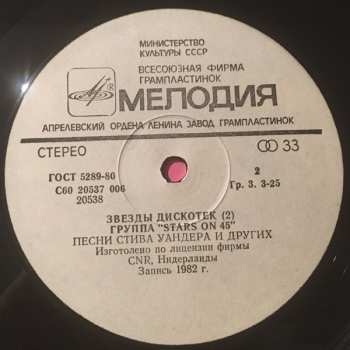 МИНИСТЕРСТВО
КУЛЬТУРЫ СССР
ВСЕСОЮЗНАЯ ФИРМА
ГРАМПЛАСТИНОК
МЕЛОДИЯ
АПРЕЛЕВСКИЙ ОРДЕНА ЛЕНИНА ЗАВОД ГРАМПЛАСТИНОК
СТЕРЕО
33
ГОСТ 5289-80
С60 20537 006
20538
2
Гр. 3. 3-25
ЗВЕЗДЫ ДИСКОТЕК (2)
ГРУППА "STARS ON 45"
ПЕСНИ СТИВА УАНДЕРА И ДРУГИХ
Изготовлено по лицензии фирмы
CNR, Нидерланды
Запись 1982 г.